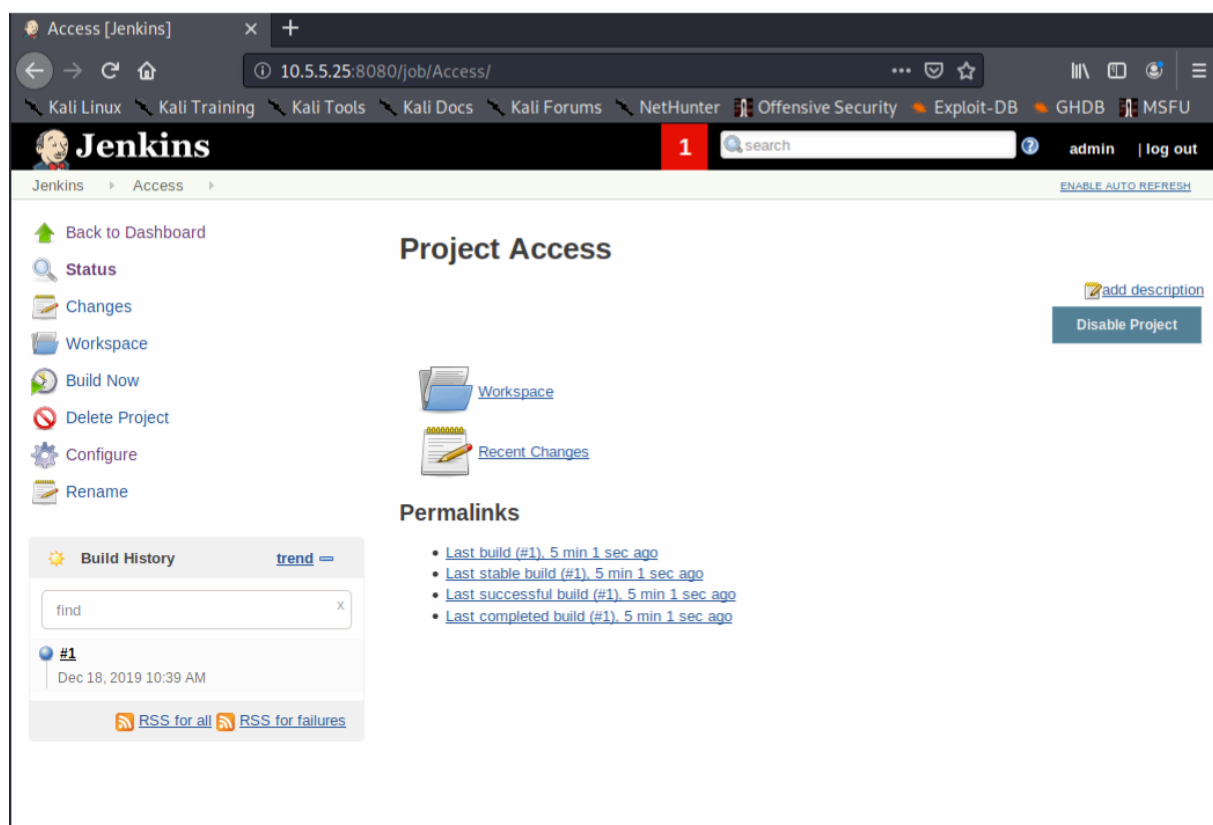 Access [Jenkins]
10.5.5.25:8080/job/Access/
Kali Linux Kali Training Kali Tools Kali Docs Kali Forums NetHunter Offensive Security Exploit-DB GHDB MSFU
Jenkins 1 search admin | log out
Jenkins Access ENABLE AUTO REFRESH
Back to Dashboard
Status
Changes
Workspace
Build Now
Delete Project
Configure
Rename
Build History trend
find x
#1
Dec 18, 2019 10:39 AM
RSS for all RSS for failures
Project Access
add description
Disable Project
Workspace
Recent Changes
Permalinks
Last build (#1), 5 min 1 sec ago
Last stable build (#1), 5 min 1 sec ago
Last successful build (#1), 5 min 1 sec ago
Last completed build (#1), 5 min 1 sec ago